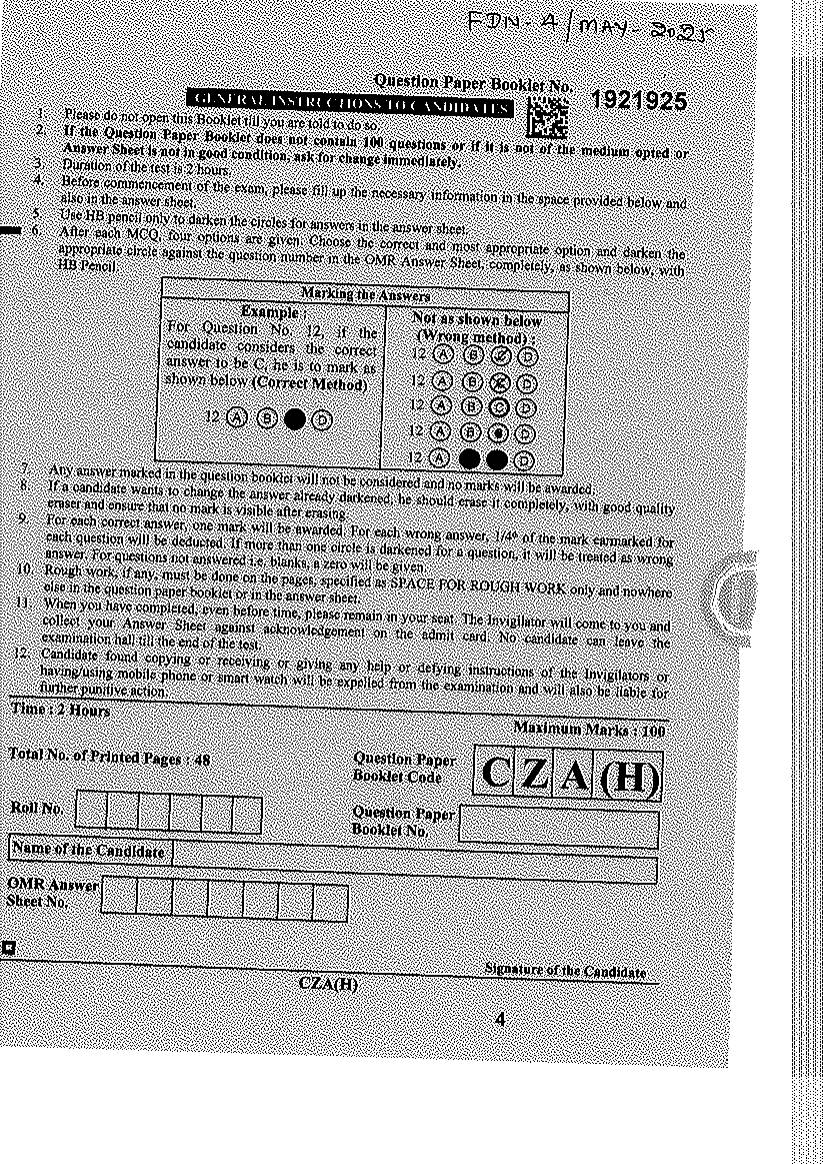 FDN-4/MAY-2025
Question Paper Booklet No. 1921925
GENERAL INSTRUCTIONS TO CANDIDATES
1. Please do not open this Booklet till you are told to do so.
2. If the Question Paper Booklet does not contain 100 questions or if it is not of the medium opted or
Answer Sheet is not in good condition, ask for change immediately.
3. Duration of the test is 2 hours.
4. Before commencement of the exam, please fill up the necessary information in the space provided below and
also in the answer sheet.
5. Use HB pencil only to darken the circles for answers in the answer sheet.
6. After each MCQ, four options are given. Choose the correct and most appropriate option and darken the
appropriate circle against the question number in the OMR Answer Sheet, completely, as shown below, with
HB Pencil.
Marking the Answers
Example :
For Question No. 12, if the
candidate considers the correct
answer to be C, he is to mark as
shown below (Correct Method)
12 A B D
Not as shown below
(Wrong method) :
12 A B C D
12 A B C D
12 A B C D
12 A B D
12 A D
7. Any answer marked in the question booklet will not be considered and no marks will be awarded.
8. If a candidate wants to change the answer already darkened, he should erase it completely, with good quality
eraser and ensure that no mark is visible after erasing.
9. For each correct answer, one mark will be awarded. For each wrong answer, 1/4th of the mark earmarked for
each question will be deducted. If more than one circle is darkened for a question, it will be treated as wrong
answer. For questions not answered i.e, blanks, a zero will be given.
10. Rough work, if any, must be done on the pages, specified as SPACE FOR ROUGH WORK only and nowhere
else in the question paper booklet or in the answer sheet.
11. When you have completed, even before time, please remain in your seat. The Invigilator will come to you and
collect your Answer Sheet against acknowledgement on the admit card. No candidate can leave the
examination hall till the end of the test.
12. Candidate found copying or receiving or giving any help or defying instructions of the Invigilators or
having/using mobile phone or smart watch will be expelled from the examination and will also be liable for
further punitive action.
Time : 2 Hours
Maximum Marks : 100
Total No. of Printed Pages : 48
Question Paper
Booklet Code
CZA(H)
Roll No.
Question Paper
Booklet No.
Name of the Candidate
OMR Answer
Sheet No.
Signature of the Candidate
CZA(H)
4